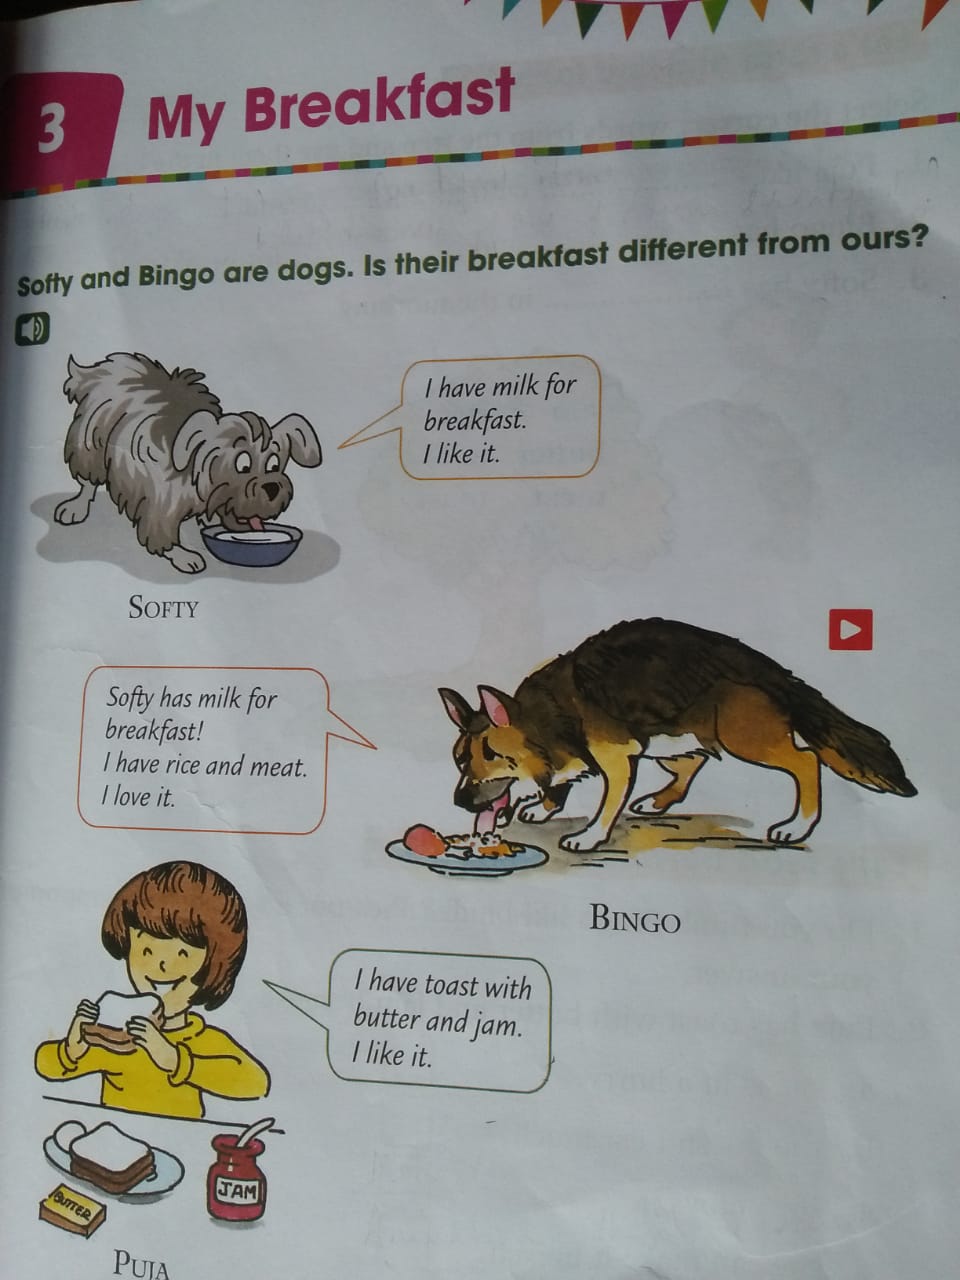 3
My Breakfast
Softy and Bingo are dogs. Is their breakfast different from ours?
I have milk for
breakfast.
I like it.
SOFTY
Softy has milk for
breakfast!
I have rice and meat.
I love it.
BINGO
I have toast with
butter and jam.
I like it.
BUTTER
JAM
PUJA